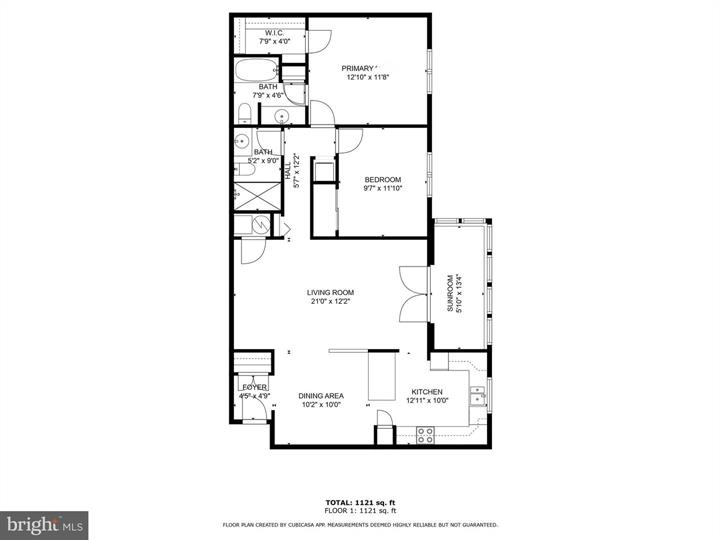 W.I.C.
7'9" x 4'0"
PRIMARY
12'10" x 11'8"
BATH
7'9" x 4'6"
BATH
5'2" x 9'0"
HALL
5'7" x 12'2"
BEDROOM
9'7" x 11'10"
LIVING ROOM
21'0" x 12'2"
SUNROOM
5'10" x 13'4"
FOYER
4'5" x 4'9"
DINING AREA
10'2" x 10'0"
KITCHEN
12'11" x 10'0"
TOTAL: 1121 sq. ft
FLOOR 1: 1121 sq. ft
FLOOR PLAN CREATED BY CUBICASA APP. MEASUREMENTS DEEMED HIGHLY RELIABLE BUT NOT GUARANTEED.
bright MLS